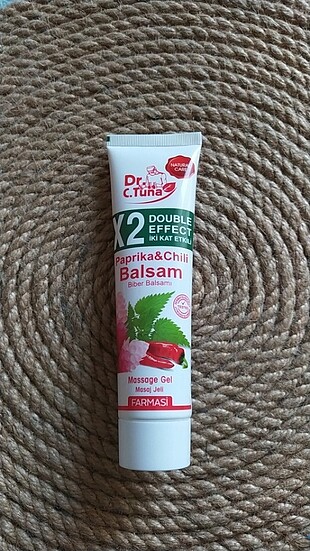 NATURAL
CARE
Dr.
C.Tuna
X2 DOUBLE
EFFECT
İKİ KAT ETKİLİ
Paprika&Chili
Balsam
Biber Balsamı
Massage Gel
Masaj Jeli
FARMASİ